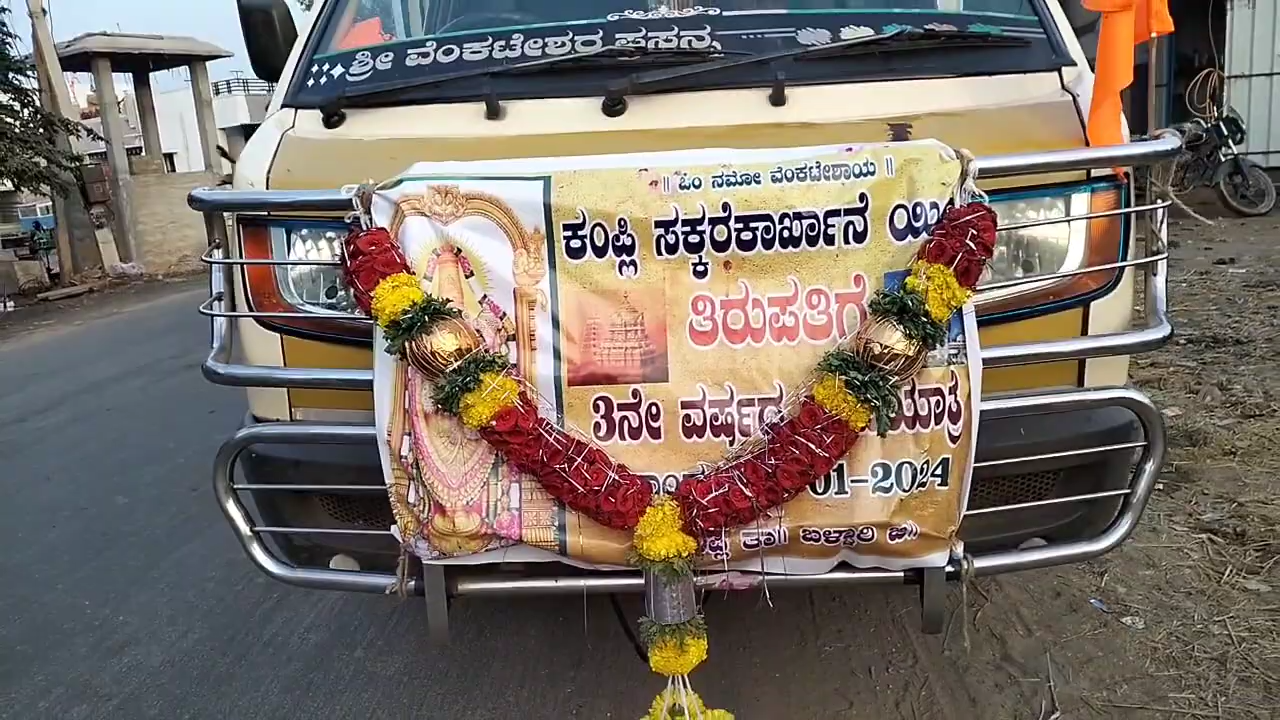 ಶ್ರೀ ವೆಂಕಟೇಶ್ವರ ಪ್ರಸನ್ನ
॥ ಓಂ ನಮೋ ವೆಂಕಟೇಶಾಯ ॥
ಕಂಪ್ಲಿ ಸಕ್ಕರೆಕಾರ್ಖಾನೆ
ತಿರುಪತಿಗೆ
3ನೇ ವರ್ಷದ
01-2024
ತಾ॥ ಬಳ್ಳಾರಿ ಜಿ॥